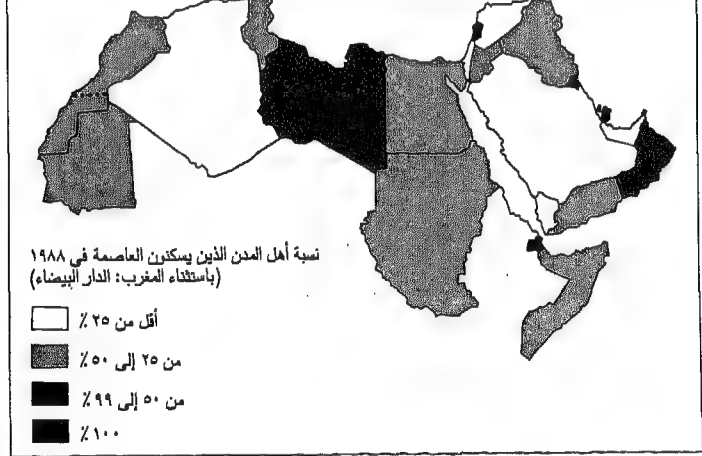 نسبة أهل المدن الذين يسكنون العاصمة في ١٩٨٨
(باستثناء المغرب: الدار البيضاء)
أقل من ٢٥ ٪
من ٢٥ إلى ٥٠ ٪
من ٥٠ إلى ٩٩ ٪
١٠٠ ٪